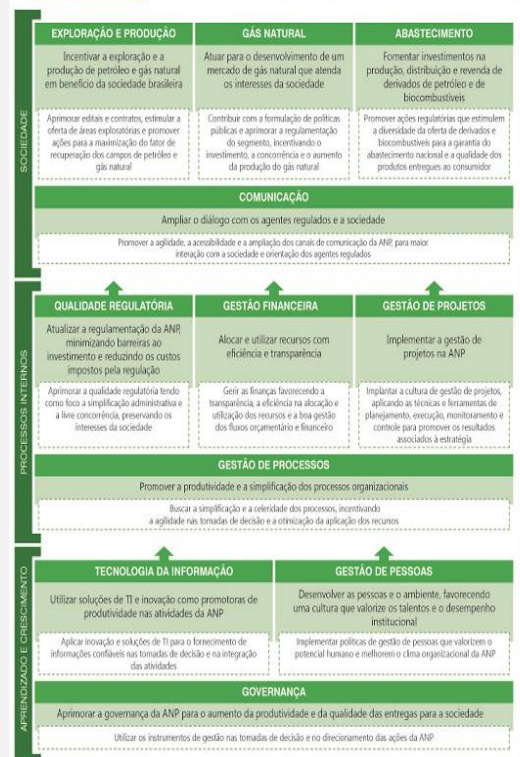 SOCIEDADE
EXPLORAÇÃO E PRODUÇÃO
Incentivar a exploração e a
produção de petróleo e gás natural
em benefício da sociedade brasileira
Aprimorar editais e contratos, estimular a
oferta de áreas exploratórias e promover
ações para a maximização do fator de
recuperação dos campos de petróleo e
gás natural
GÁS NATURAL
Atuar para o desenvolvimento de um
mercado de gás natural que atenda
os interesses da sociedade
Contribuir com a formulação de políticas
públicas e aprimorar a regulamentação
do segmento, incentivando o
investimento, a concorrência e o aumento
da produção do gás natural
ABASTECIMENTO
Fomentar investimentos na
produção, distribuição e revenda de
derivados de petróleo e de
biocombustíveis
Promover ações regulatórias que estimulem
a diversidade da oferta de derivados e
biocombustíveis para a garantia do
abastecimento nacional e a qualidade dos
produtos entregues ao consumidor
COMUNICAÇÃO
Ampliar o diálogo com os agentes regulados e a sociedade
Promover a agilidade, a acessibilidade e a ampliação dos canais de comunicação da ANP, para maior
interação com a sociedade e orientação dos agentes regulados
PROCESSOS INTERNOS
QUALIDADE REGULATÓRIA
Atualizar a regulamentação da ANP,
minimizando barreiras ao
investimento e reduzindo os custos
impostos pela regulação
Aprimorar a qualidade regulatória tendo
como foco a simplificação administrativa e
a livre concorrência, preservando os
interesses da sociedade
GESTÃO FINANCEIRA
Alocar e utilizar recursos com
eficiência e transparência
Gerir as finanças favorecendo a
transparência, a eficiência na alocação e
utilização dos recursos e a boa gestão
dos fluxos orçamentário e financeiro
GESTÃO DE PROJETOS
Implementar a gestão de
projetos na ANP
Implantar a cultura de gestão de projetos,
aplicando as técnicas e ferramentas de
planejamento, execução, monitoramento e
controle para promover os resultados
associados à estratégia
GESTÃO DE PROCESSOS
Promover a produtividade e a simplificação dos processos organizacionais
Buscar a simplificação e a celeridade dos processos, incentivando
a agilidade nas tomadas de decisão e a otimização da aplicação dos recursos
APRENDIZADO E CRESCIMENTO
TECNOLOGIA DA INFORMAÇÃO
Utilizar soluções de TI e inovação como promotoras de
produtividade nas atividades da ANP
Aplicar inovação e soluções de TI para o fornecimento de
informações confiáveis nas tomadas de decisão e na integração
das atividades
GESTÃO DE PESSOAS
Desenvolver as pessoas e o ambiente, favorecendo
uma cultura que valorize os talentos e o desempenho
institucional
Implementar políticas de gestão de pessoas que valorizem o
potencial humano e melhorem o clima organizacional da ANP
GOVERNANÇA
Aprimorar a governança da ANP para o aumento da produtividade e da qualidade das entregas para a sociedade
Utilizar os instrumentos de gestão nas tomadas de decisão e no direcionamento das ações da ANP